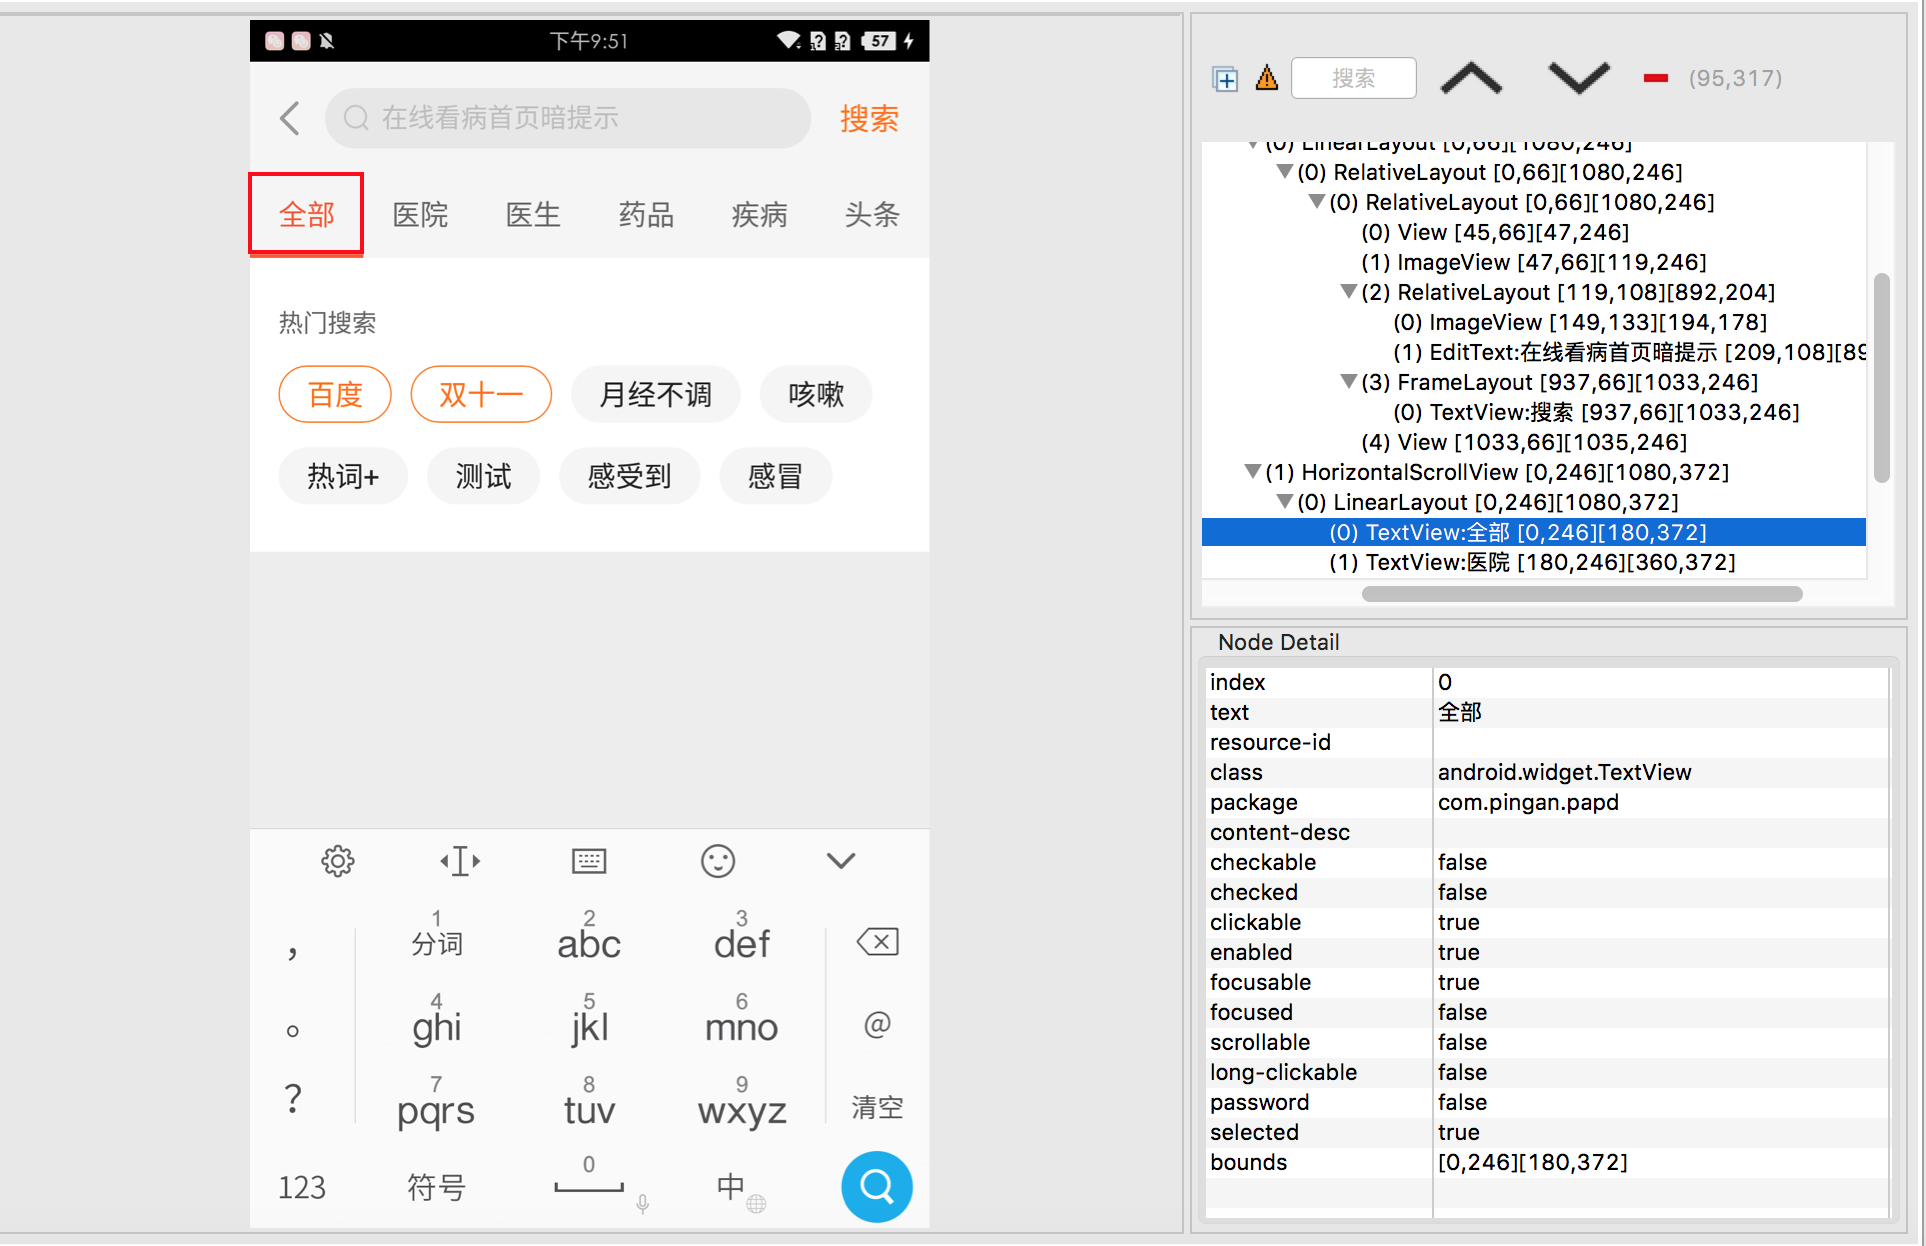 下午9:51
57
在线看病首页暗提示
搜索
全部 医院 医生 药品 疾病 头条
热门搜索
百度 双十一 月经不调 咳嗽
热词+ 测试 感受到 感冒
1 2 3
， 分词 abc def
4 5 6
。 ghi jkl mno @
7 8 9
？ pqrs tuv wxyz 清空
0
123 符号 中
搜索 (95,317)
(0) LinearLayout [0,66][1080,246]
(0) RelativeLayout [0,66][1080,246]
(0) RelativeLayout [0,66][1080,246]
(0) View [45,66][47,246]
(1) ImageView [47,66][119,246]
(2) RelativeLayout [119,108][892,204]
(0) ImageView [149,133][194,178]
(1) EditText:在线看病首页暗提示 [209,108][89
(3) FrameLayout [937,66][1033,246]
(0) TextView:搜索 [937,66][1033,246]
(4) View [1033,66][1035,246]
(1) HorizontalScrollView [0,246][1080,372]
(0) LinearLayout [0,246][1080,372]
(0) TextView:全部 [0,246][180,372]
(1) TextView:医院 [180,246][360,372]
Node Detail
index 0
text 全部
resource-id
class android.widget.TextView
package com.pingan.papd
content-desc
checkable false
checked false
clickable true
enabled true
focusable true
focused false
scrollable false
long-clickable false
password false
selected true
bounds [0,246][180,372]